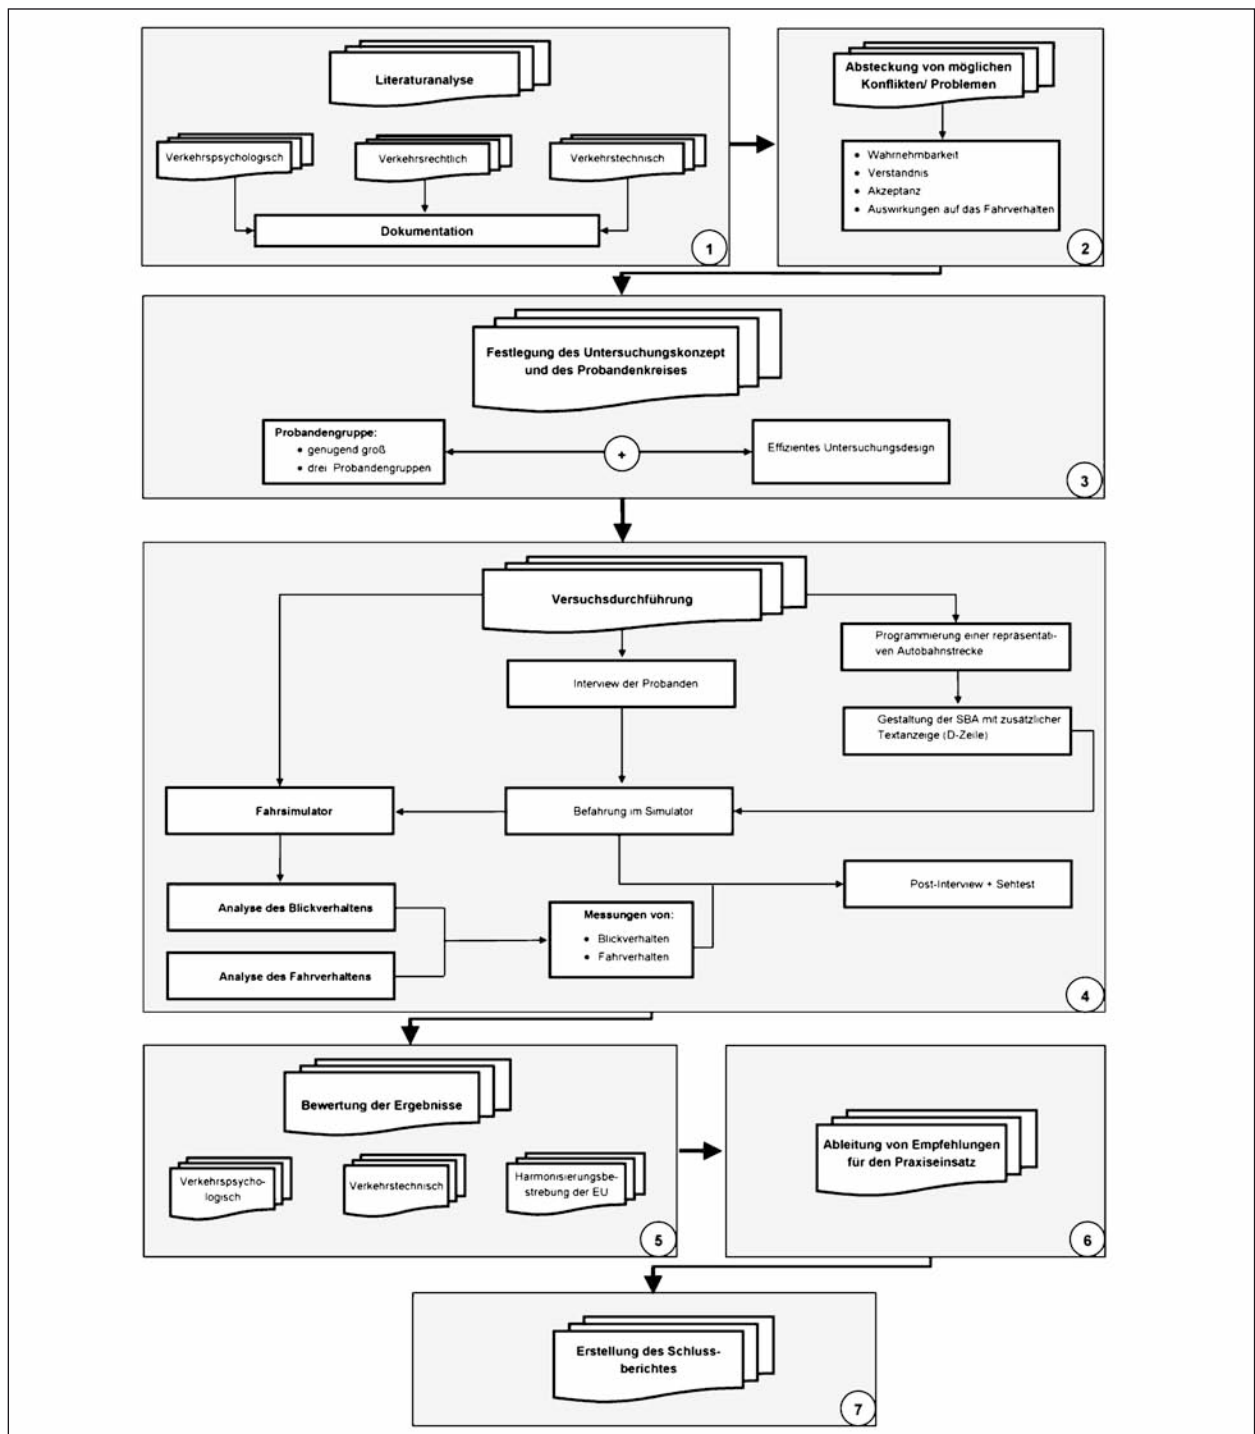 Literaturanalyse
Verkehrspsychologisch
Verkehrsrechtlich
Verkehrstechnisch
Dokumentation
1
Absteckung von möglichen
Konflikten/ Problemen
• Wahrnehmbarkeit
• Verstandnis
• Akzeptanz
• Auswirkungen auf das Fahrverhalten
2
Festlegung des Untersuchungskonzept
und des Probandenkreises
Probandengruppe:
• genugend groß
• drei Probandengruppen
+
Effizientes Untersuchungsdesign
3
Versuchsdurchführung
Programmierung einer repräsentati-
ven Autobahnstrecke
Interview der Probanden
Gestaltung der SBA mit zusätzlicher
Textanzeige (D-Zeile)
Fahrsimulator
Befahrung im Simulator
Post-Interview + Sehtest
Analyse des Blickverhaltens
Messungen von:
• Blickverhalten
• Fahrverhalten
Analyse des Fahrverhaltens
4
Bewertung der Ergebnisse
Verkehrspsycho-
logisch
Verkehrstechnisch
Harmonisierungsbe-
strebung der EU
5
Ableitung von Empfehlungen
für den Praxiseinsatz
6
Erstellung des Schluss-
berichtes
7